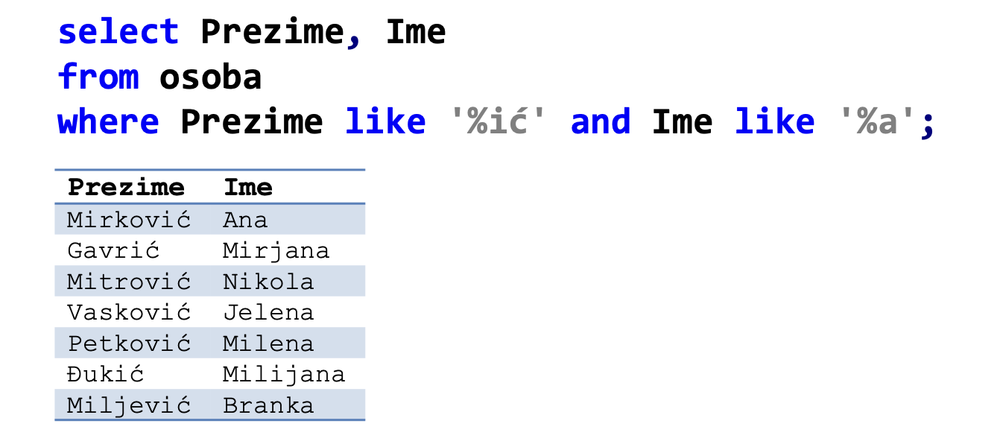 select Prezime, Ime
from osoba
where Prezime like '%ić' and Ime like '%a';
Prezime Ime
Mirković Ana
Gavrić Mirjana
Mitrović Nikola
Vasković Jelena
Petković Milena
Đukić Milijana
Miljević Branka